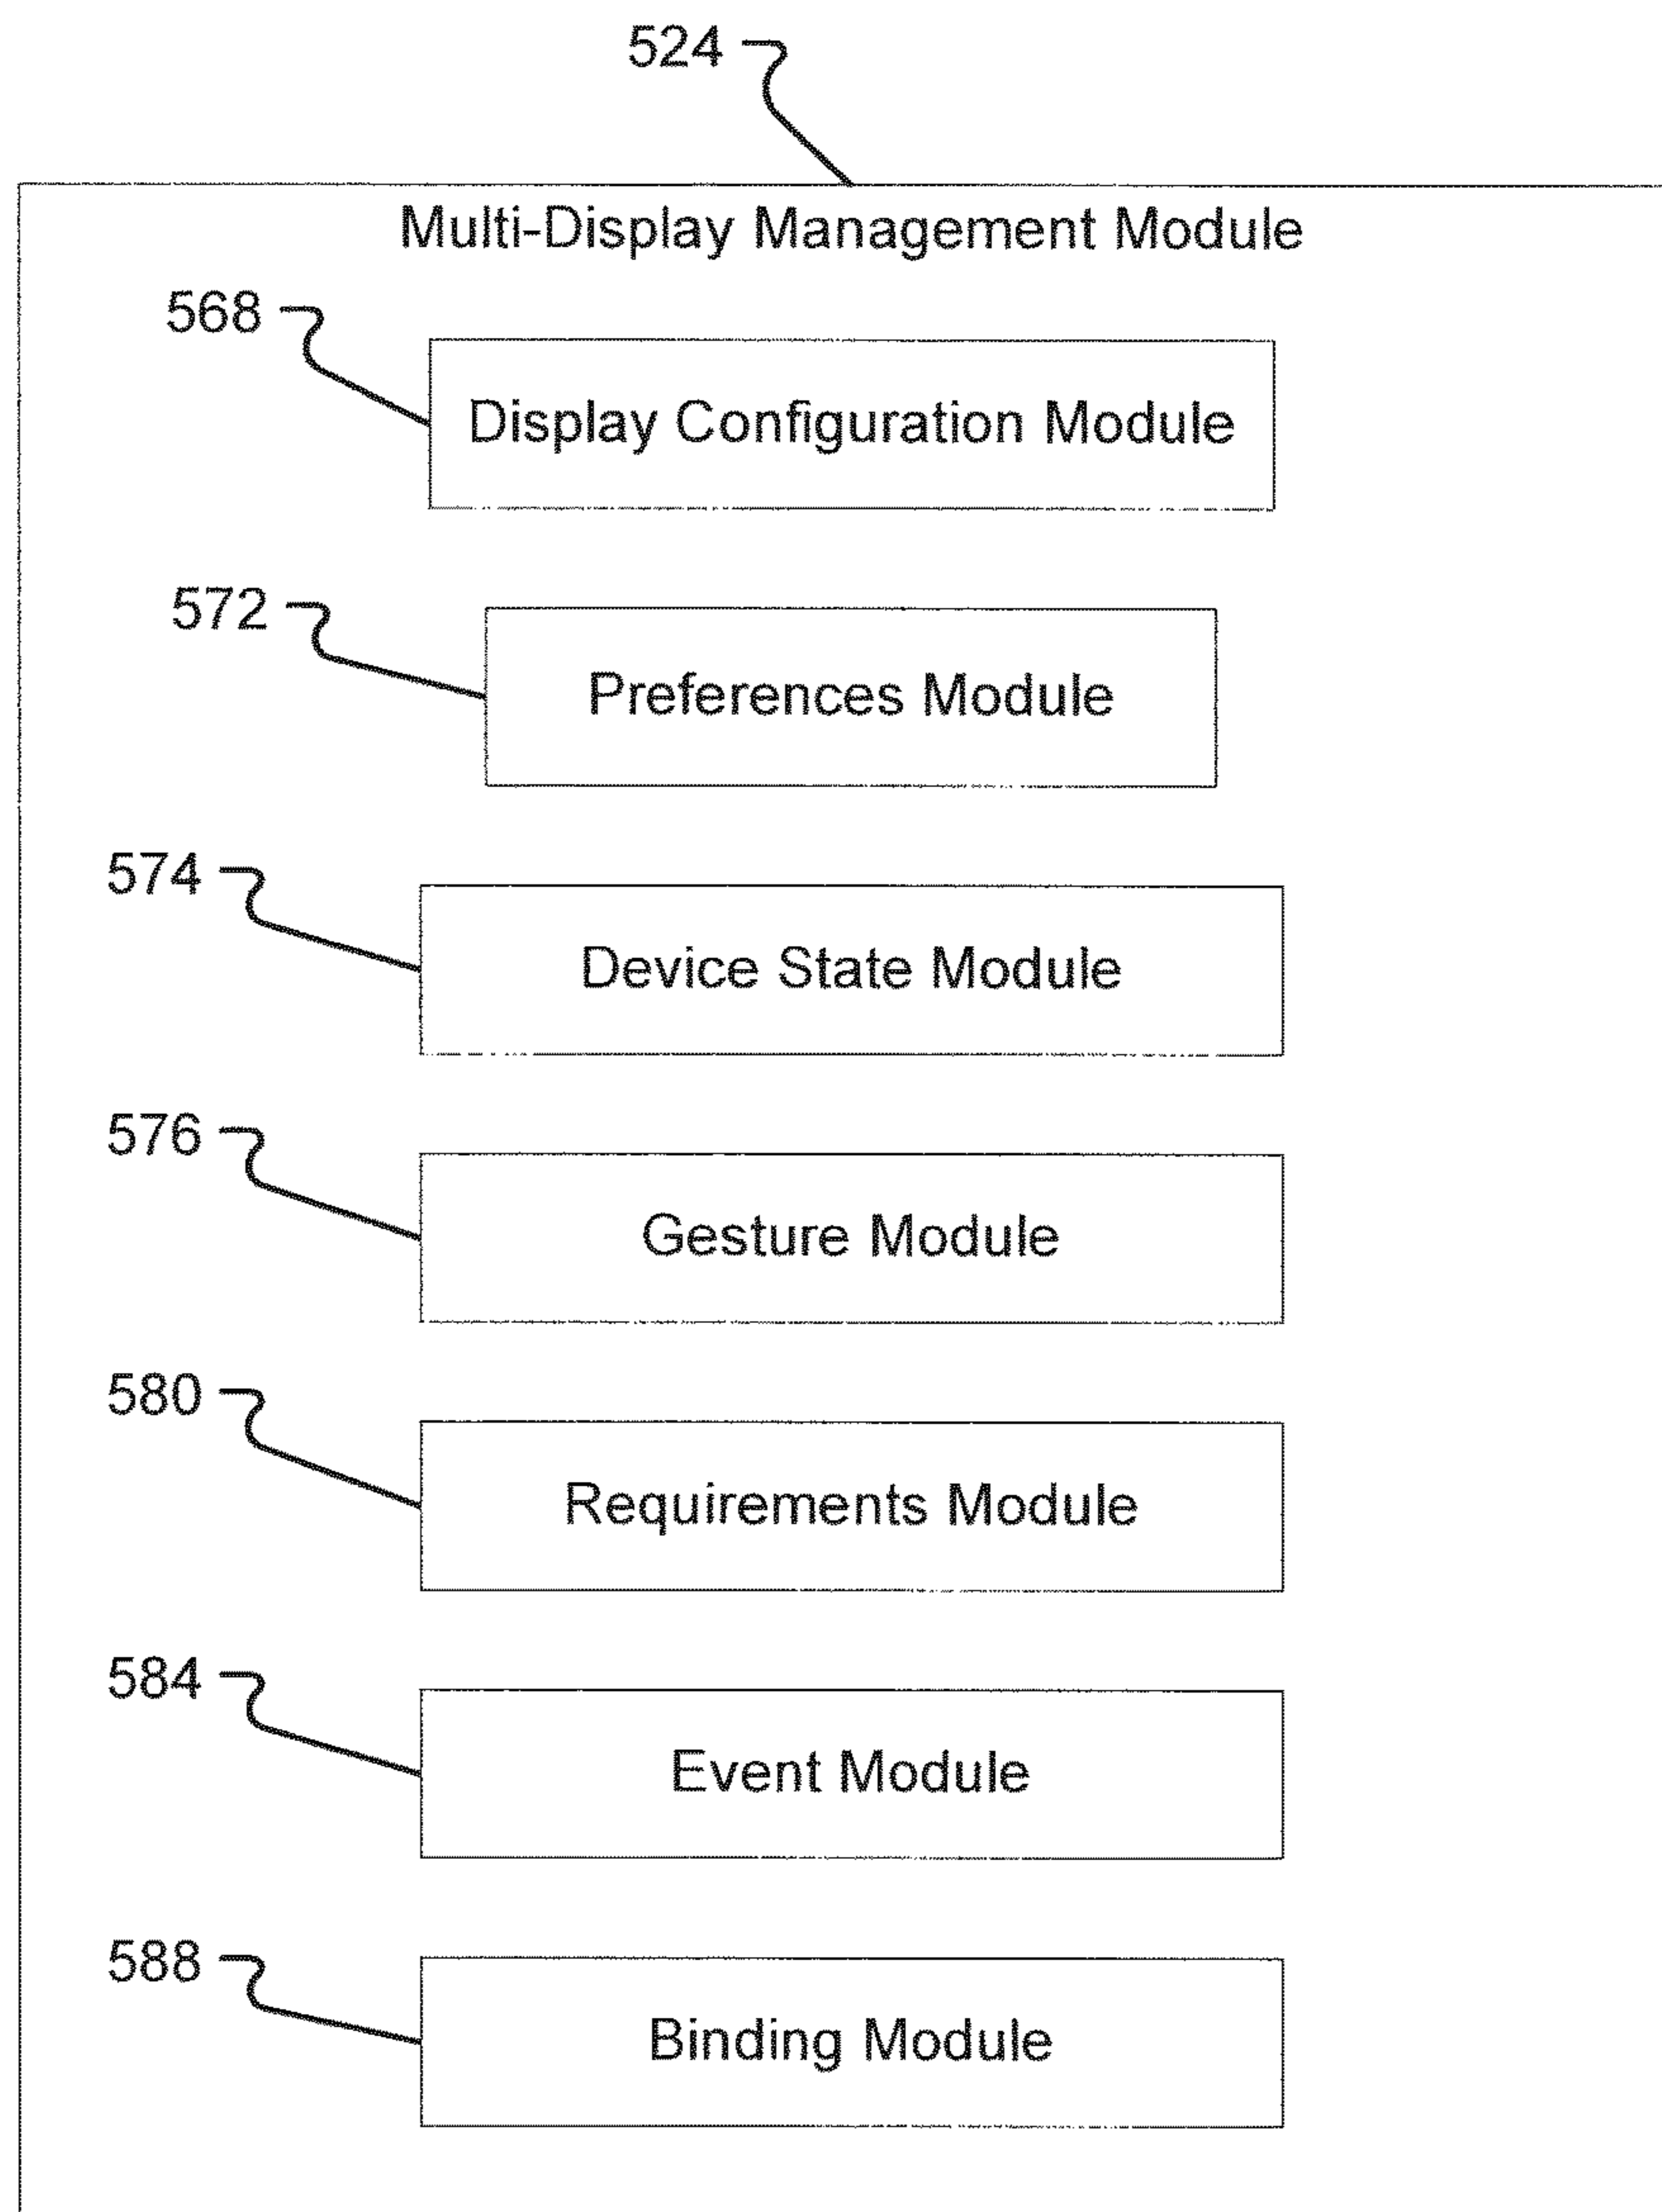 524
Multi-Display Management Module
568
Display Configuration Module
572
Preferences Module
574
Device State Module
576
Gesture Module
580
Requirements Module
584
Event Module
588
Binding Module